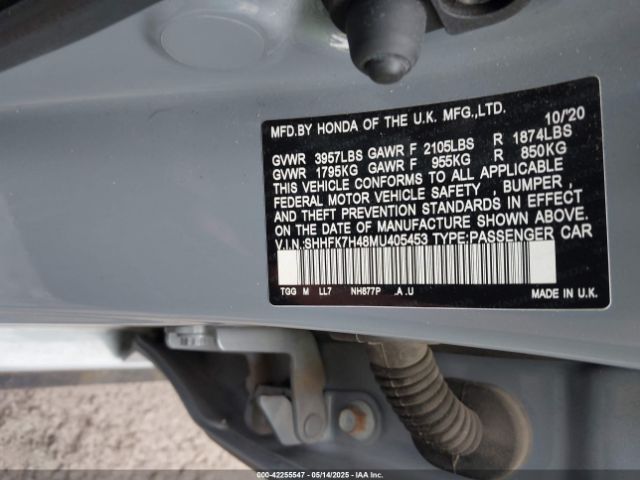 MFD.BY HONDA OF THE U.K. MFG.,LTD. 10/'20
GVWR 3957LBS GAWR F 2105LBS R 1874LBS
GVWR 1795KG GAWR F 955KG R 850KG
THIS VEHICLE CONFORMS TO ALL APPLICABLE
FEDERAL MOTOR VEHICLE SAFETY , BUMPER ,
AND THEFT PREVENTION STANDARDS IN EFFECT
ON THE DATE OF MANUFACTURE SHOWN ABOVE.
V.I.N.:SHHFK7H48MU405453 TYPE:PASSENGER CAR
TGG M LL7 NH877P .A .U
MADE IN U.K.
000-42255547 - 05/14/2025 - IAA Inc.